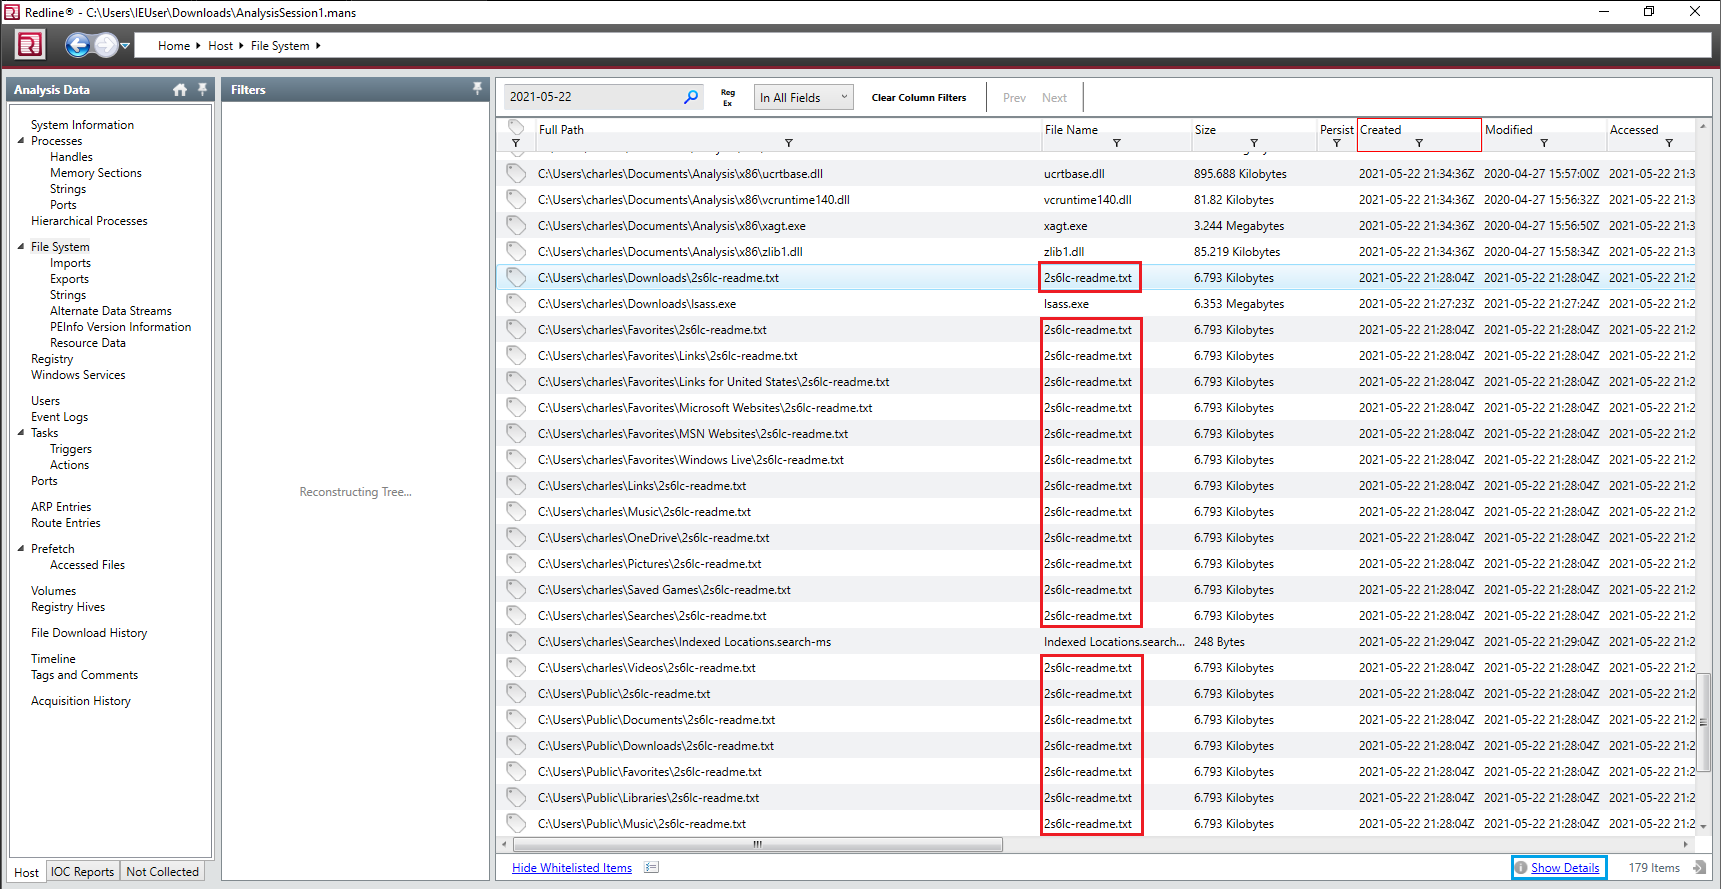 Redline® - C:\Users\IEUser\Downloads\AnalysisSession1.mans
Home Host File System
Analysis Data
System Information
Processes
Handles
Memory Sections
Strings
Ports
Hierarchical Processes
File System
Imports
Exports
Strings
Alternate Data Streams
PEInfo Version Information
Resource Data
Registry
Windows Services
Users
Event Logs
Tasks
Triggers
Actions
Ports
ARP Entries
Route Entries
Prefetch
Accessed Files
Volumes
Registry Hives
File Download History
Timeline
Tags and Comments
Acquisition History
Host IOC Reports Not Collected
Filters
Reconstructing Tree...
2021-05-22 Reg Ex In All Fields Clear Column Filters Prev Next
Full Path File Name Size Persist Created Modified Accessed
C:\Users\charles\Documents\Analysis\x86\ucrtbase.dll ucrtbase.dll 895.688 Kilobytes 2021-05-22 21:34:36Z 2020-04-27 15:57:00Z 2021-05-22 21:3
C:\Users\charles\Documents\Analysis\x86\vcruntime140.dll vcruntime140.dll 81.82 Kilobytes 2021-05-22 21:34:36Z 2020-04-27 15:56:32Z 2021-05-22 21:3
C:\Users\charles\Documents\Analysis\x86\xagt.exe xagt.exe 3.244 Megabytes 2021-05-22 21:34:36Z 2020-04-27 15:56:50Z 2021-05-22 21:3
C:\Users\charles\Documents\Analysis\x86\zlib1.dll zlib1.dll 85.219 Kilobytes 2021-05-22 21:34:36Z 2020-04-27 15:58:34Z 2021-05-22 21:3
C:\Users\charles\Downloads\2s6lc-readme.txt 2s6lc-readme.txt 6.793 Kilobytes 2021-05-22 21:28:04Z 2021-05-22 21:28:04Z 2021-05-22 21:2
C:\Users\charles\Downloads\lsass.exe lsass.exe 6.353 Megabytes 2021-05-22 21:27:23Z 2021-05-22 21:27:24Z 2021-05-22 21:2
C:\Users\charles\Favorites\2s6lc-readme.txt 2s6lc-readme.txt 6.793 Kilobytes 2021-05-22 21:28:04Z 2021-05-22 21:28:04Z 2021-05-22 21:2
C:\Users\charles\Favorites\Links\2s6lc-readme.txt 2s6lc-readme.txt 6.793 Kilobytes 2021-05-22 21:28:04Z 2021-05-22 21:28:04Z 2021-05-22 21:2
C:\Users\charles\Favorites\Links for United States\2s6lc-readme.txt 2s6lc-readme.txt 6.793 Kilobytes 2021-05-22 21:28:04Z 2021-05-22 21:28:04Z 2021-05-22 21:2
C:\Users\charles\Favorites\Microsoft Websites\2s6lc-readme.txt 2s6lc-readme.txt 6.793 Kilobytes 2021-05-22 21:28:04Z 2021-05-22 21:28:04Z 2021-05-22 21:2
C:\Users\charles\Favorites\MSN Websites\2s6lc-readme.txt 2s6lc-readme.txt 6.793 Kilobytes 2021-05-22 21:28:04Z 2021-05-22 21:28:04Z 2021-05-22 21:2
C:\Users\charles\Favorites\Windows Live\2s6lc-readme.txt 2s6lc-readme.txt 6.793 Kilobytes 2021-05-22 21:28:04Z 2021-05-22 21:28:04Z 2021-05-22 21:2
C:\Users\charles\Links\2s6lc-readme.txt 2s6lc-readme.txt 6.793 Kilobytes 2021-05-22 21:28:04Z 2021-05-22 21:28:04Z 2021-05-22 21:2
C:\Users\charles\Music\2s6lc-readme.txt 2s6lc-readme.txt 6.793 Kilobytes 2021-05-22 21:28:04Z 2021-05-22 21:28:04Z 2021-05-22 21:2
C:\Users\charles\OneDrive\2s6lc-readme.txt 2s6lc-readme.txt 6.793 Kilobytes 2021-05-22 21:28:04Z 2021-05-22 21:28:04Z 2021-05-22 21:2
C:\Users\charles\Pictures\2s6lc-readme.txt 2s6lc-readme.txt 6.793 Kilobytes 2021-05-22 21:28:04Z 2021-05-22 21:28:04Z 2021-05-22 21:2
C:\Users\charles\Saved Games\2s6lc-readme.txt 2s6lc-readme.txt 6.793 Kilobytes 2021-05-22 21:28:04Z 2021-05-22 21:28:04Z 2021-05-22 21:2
C:\Users\charles\Searches\2s6lc-readme.txt 2s6lc-readme.txt 6.793 Kilobytes 2021-05-22 21:28:04Z 2021-05-22 21:28:04Z 2021-05-22 21:2
C:\Users\charles\Searches\Indexed Locations.search-ms Indexed Locations.search... 248 Bytes 2021-05-22 21:29:04Z 2021-05-22 21:29:04Z 2021-05-22 21:2
C:\Users\charles\Videos\2s6lc-readme.txt 2s6lc-readme.txt 6.793 Kilobytes 2021-05-22 21:28:04Z 2021-05-22 21:28:04Z 2021-05-22 21:2
C:\Users\Public\2s6lc-readme.txt 2s6lc-readme.txt 6.793 Kilobytes 2021-05-22 21:28:04Z 2021-05-22 21:28:04Z 2021-05-22 21:2
C:\Users\Public\Documents\2s6lc-readme.txt 2s6lc-readme.txt 6.793 Kilobytes 2021-05-22 21:28:04Z 2021-05-22 21:28:04Z 2021-05-22 21:2
C:\Users\Public\Downloads\2s6lc-readme.txt 2s6lc-readme.txt 6.793 Kilobytes 2021-05-22 21:28:04Z 2021-05-22 21:28:04Z 2021-05-22 21:2
C:\Users\Public\Favorites\2s6lc-readme.txt 2s6lc-readme.txt 6.793 Kilobytes 2021-05-22 21:28:04Z 2021-05-22 21:28:04Z 2021-05-22 21:2
C:\Users\Public\Libraries\2s6lc-readme.txt 2s6lc-readme.txt 6.793 Kilobytes 2021-05-22 21:28:04Z 2021-05-22 21:28:04Z 2021-05-22 21:2
C:\Users\Public\Music\2s6lc-readme.txt 2s6lc-readme.txt 6.793 Kilobytes 2021-05-22 21:28:04Z 2021-05-22 21:28:04Z 2021-05-22 21:2
Hide Whitelisted Items Show Details 179 Items